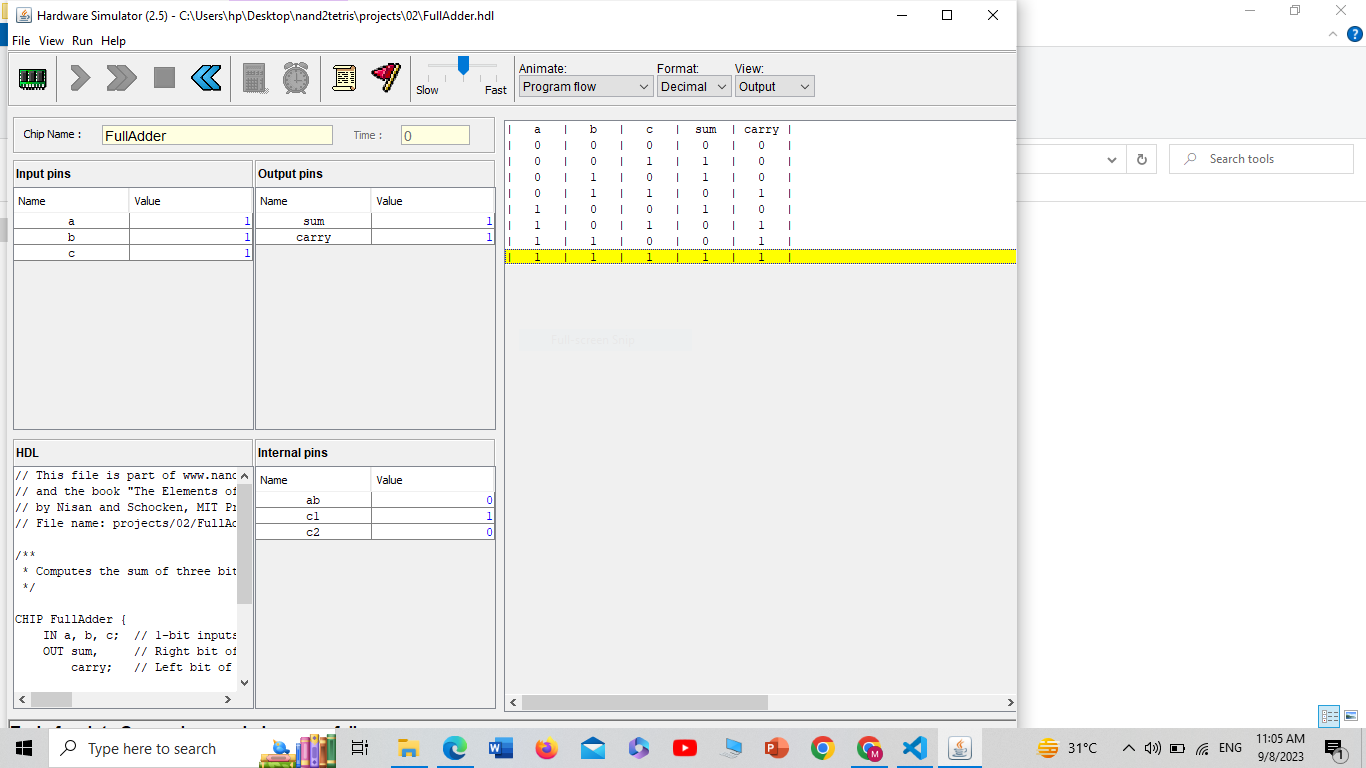 Hardware Simulator (2.5) - C:\Users\hp\Desktop\nand2tetris\projects\02\FullAdder.hdl
File View Run Help
Slow Fast
Animate: Format: View:
Program flow Decimal Output
Chip Name : FullAdder Time : 0
Input pins
Name Value
a 1
b 1
c 1
Output pins
Name Value
sum 1
carry 1
| a | b | c | sum | carry |
| 0 | 0 | 0 | 0 | 0 |
| 0 | 0 | 1 | 1 | 0 |
| 0 | 1 | 0 | 1 | 0 |
| 0 | 1 | 1 | 0 | 1 |
| 1 | 0 | 0 | 1 | 0 |
| 1 | 0 | 1 | 0 | 1 |
| 1 | 1 | 0 | 0 | 1 |
| 1 | 1 | 1 | 1 | 1 |
Full-screen Snip
HDL
// This file is part of www.nand
// and the book "The Elements of
// by Nisan and Schocken, MIT Pr
// File name: projects/02/FullAd
/**
* Computes the sum of three bit
*/
CHIP FullAdder {
IN a, b, c; // 1-bit inputs
OUT sum, // Right bit of
carry; // Left bit of
Internal pins
Name Value
ab 0
c1 1
c2 0
Search tools
Type here to search
31°C
ENG
11:05 AM
9/8/2023
1